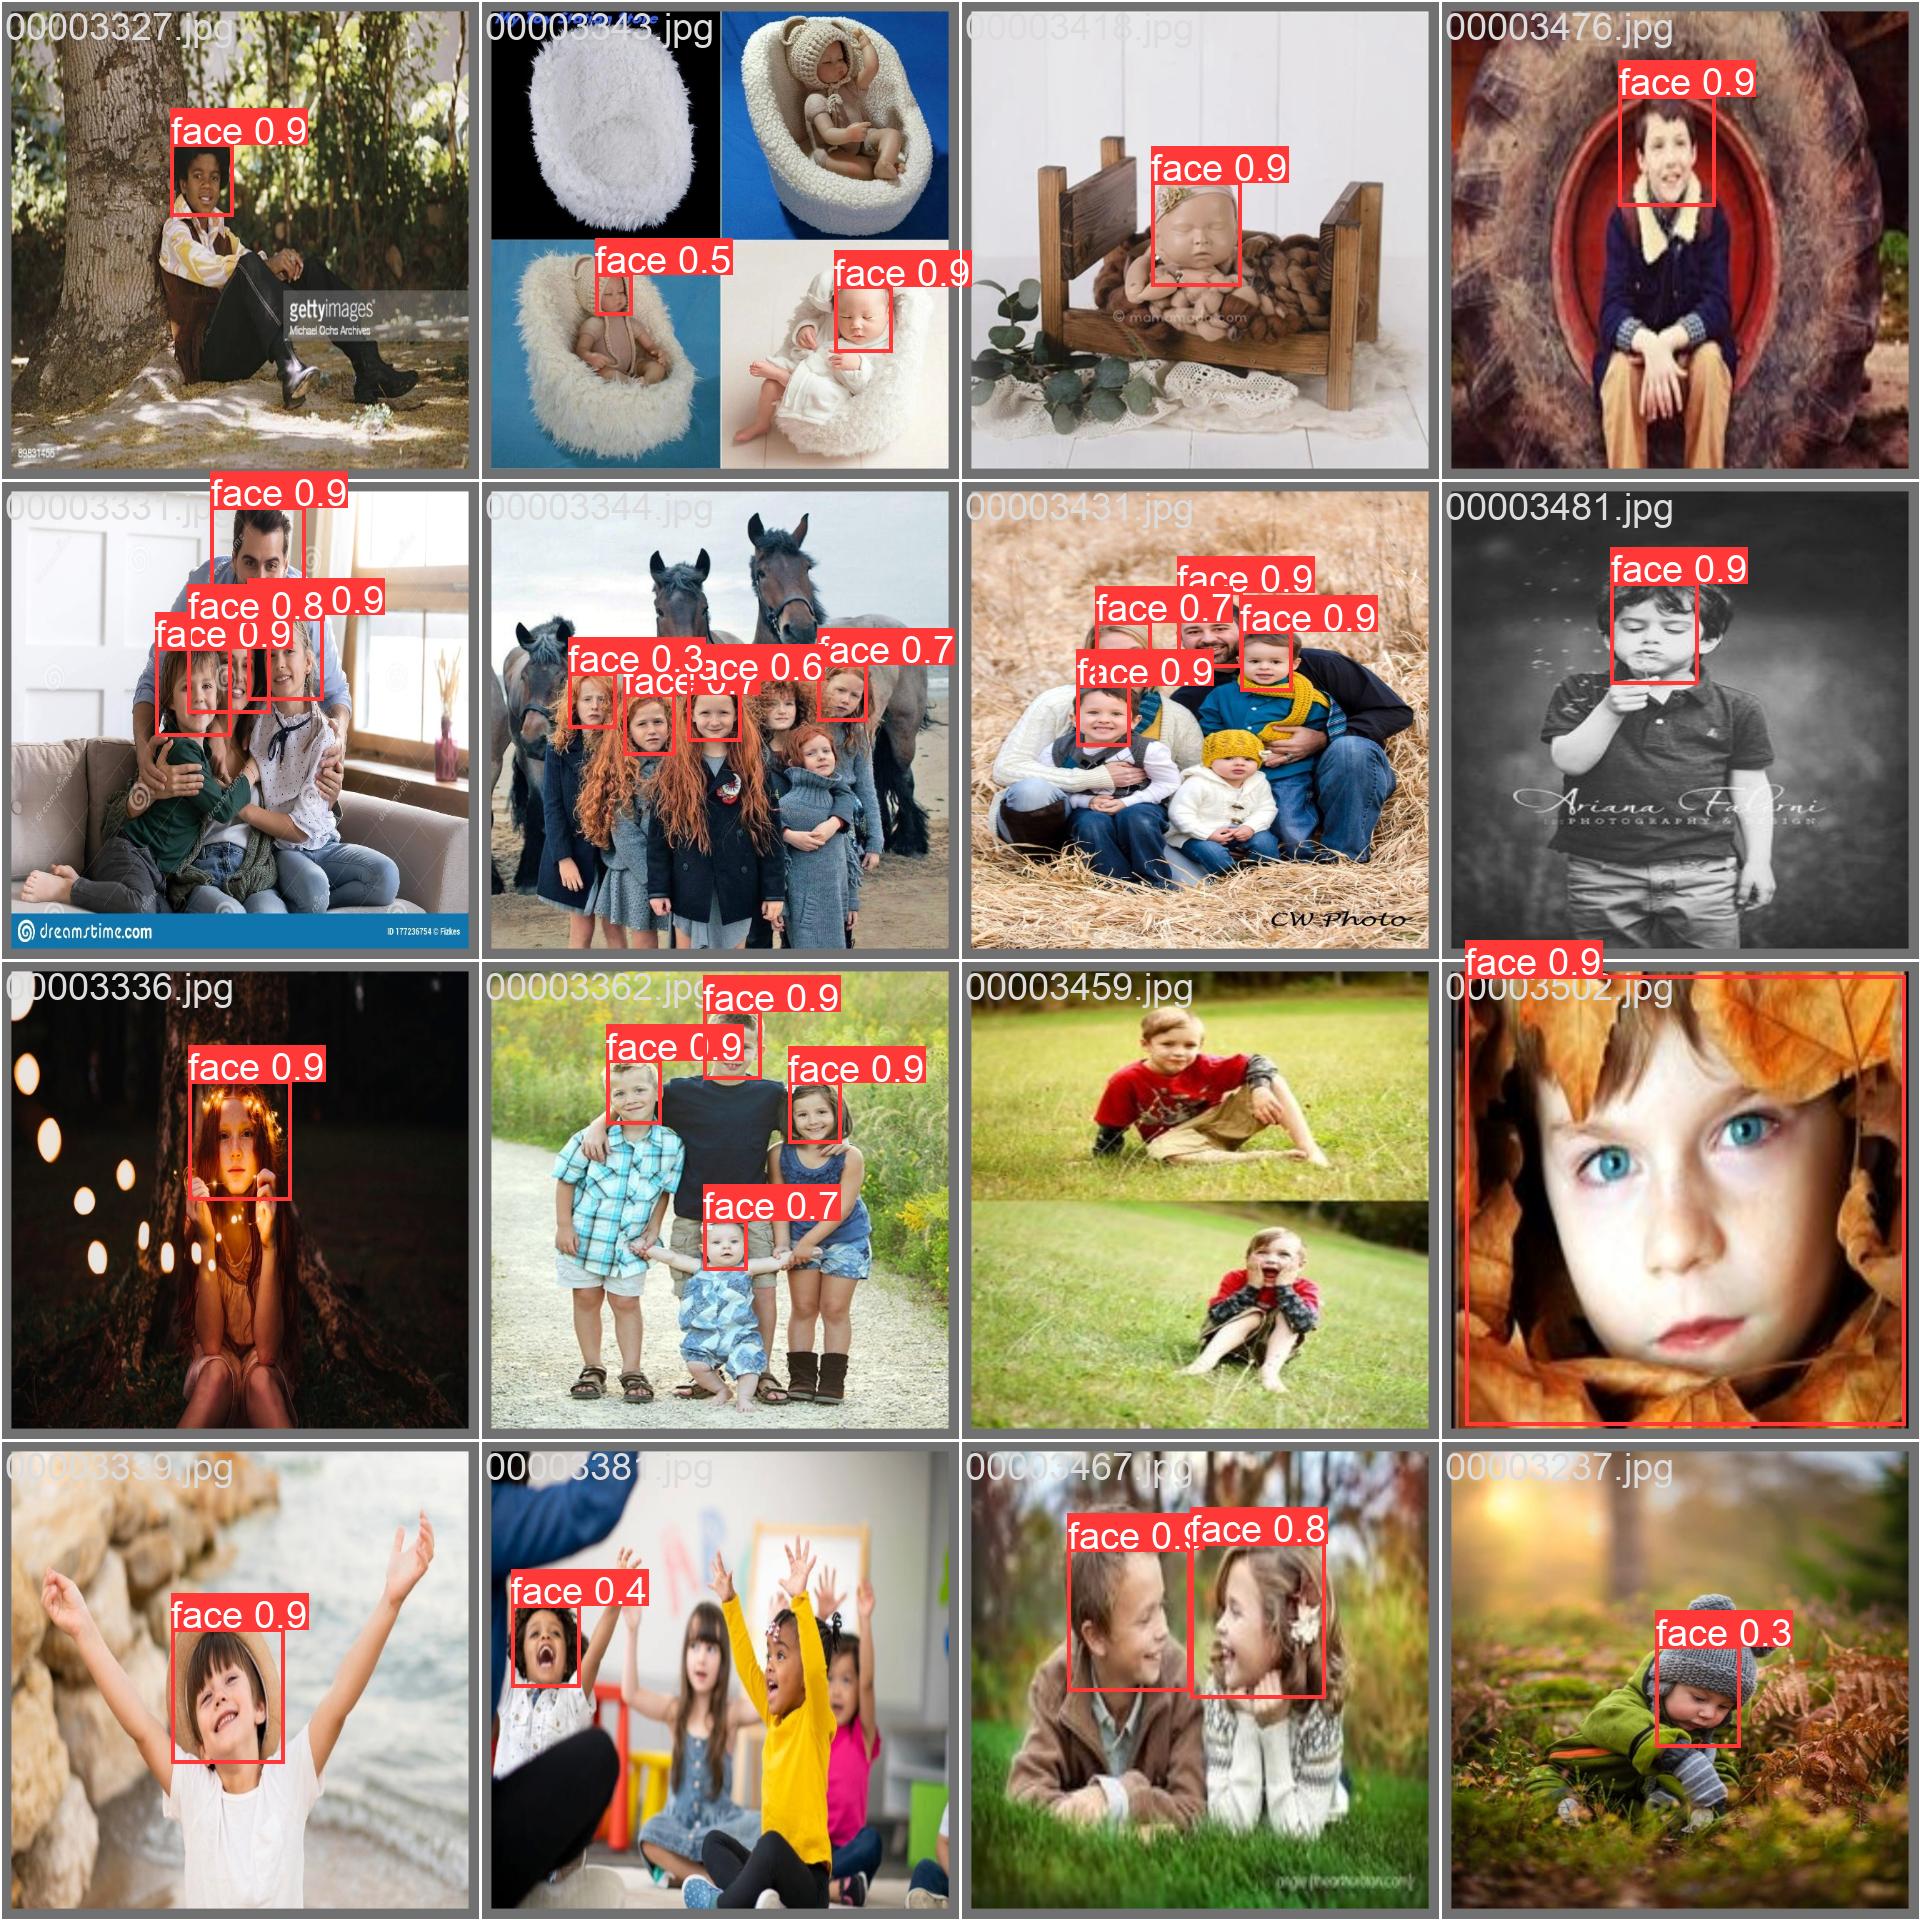 00003327.jpg
face 0.9
gettyimages®
Michael Ochs Archives
89831455
00003343.jpg
My Toy Station Store
face 0.5
face 0.9
00003418.jpg
face 0.9
© mamamade.com
00003476.jpg
face 0.9
00003331.jpg
face 0.9
face 0.8
0.9
face 0.9
dreamstime.com
ID 177236754 © Fizkes
00003344.jpg
face 0.3
face 0.7
face 0.6
face 0.7
00003431.jpg
face 0.9
face 0.7
face 0.9
face 0.9
CW Photo
00003481.jpg
face 0.9
Ariana Falerni
PHOTOGRAPHY & DESIGN
00003336.jpg
face 0.9
00003362.jpg
face 0.9
face 0.9
face 0.9
face 0.7
00003459.jpg
face 0.9
00003502.jpg
00003339.jpg
face 0.9
00003381.jpg
face 0.4
00003467.jpg
face 0.9
face 0.8
00003237.jpg
face 0.3